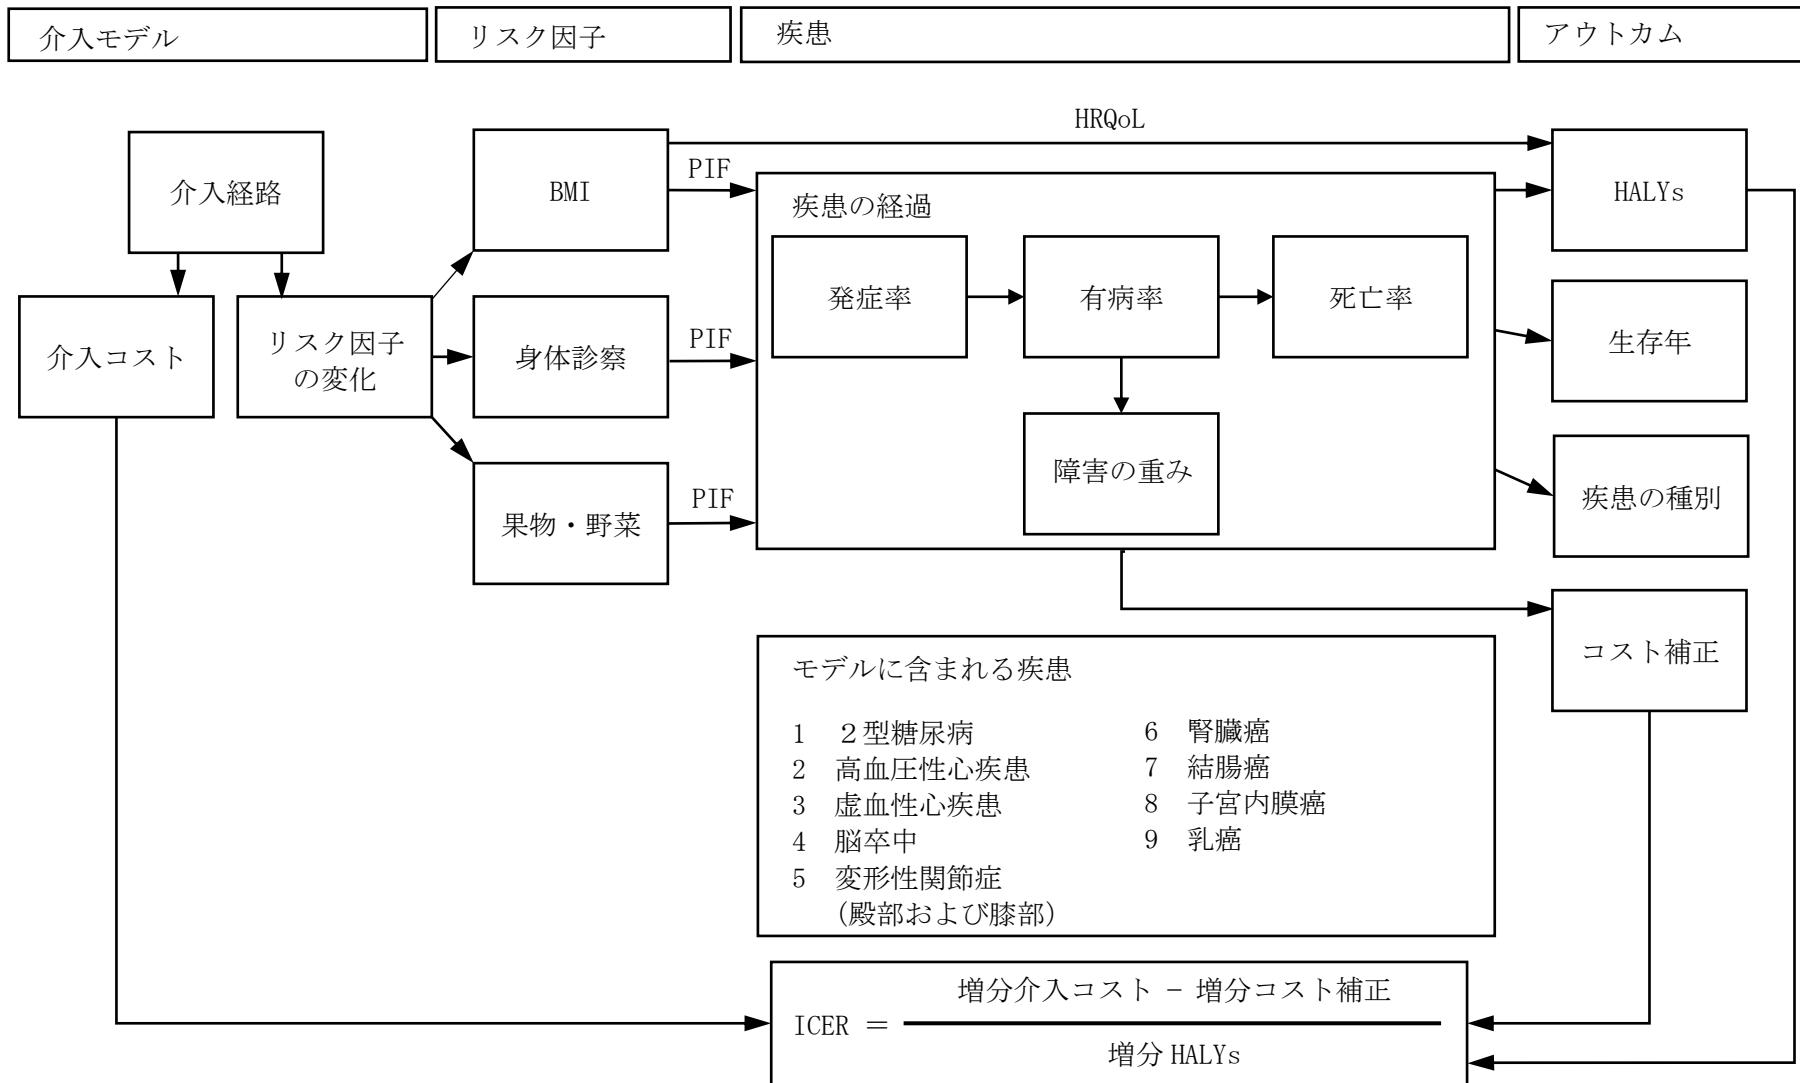 介入モデル
リスク因子
疾患
アウトカム
HRQoL
介入経路
BMI
PIF
HALYs
疾患の経過
発症率
有病率
死亡率
介入コスト
リスク因子
の変化
身体診察
PIF
生存年
障害の重み
果物・野菜
PIF
疾患の種別
コスト補正
モデルに含まれる疾患
1 2型糖尿病
2 高血圧性心疾患
3 虚血性心疾患
4 脳卒中
5 変形性関節症
(殿部および膝部)
6 腎臓癌
7 結腸癌
8 子宮内膜癌
9 乳癌
増分介入コスト − 増分コスト補正
ICER =
増分 HALYs